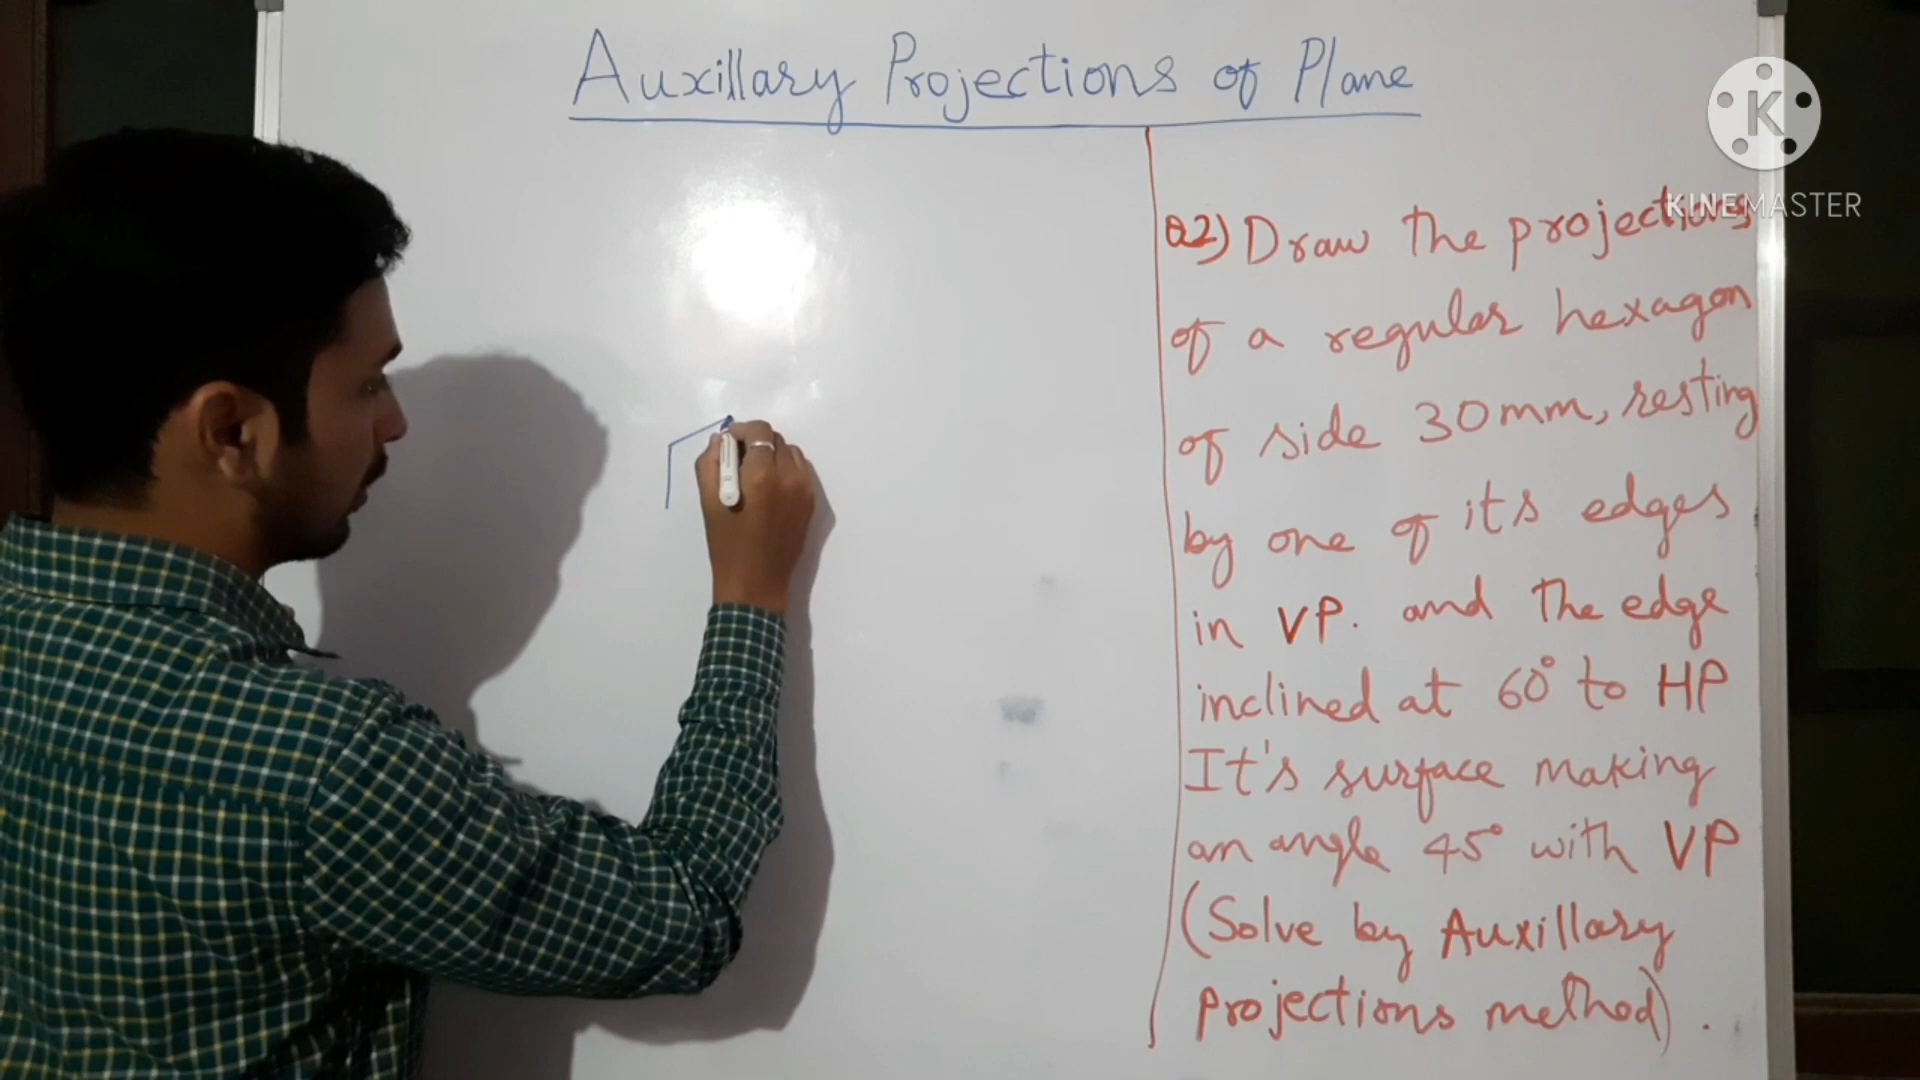 Auxillary Projections of Plane
K
KINEMASTER
Q2) Draw the projections
of a regular hexagon
of side 30mm, resting
by one of its edges
in VP. and the edge
inclined at 60° to HP
It's surface making
an angle 45° with VP
(Solve by Auxillary
projections method).